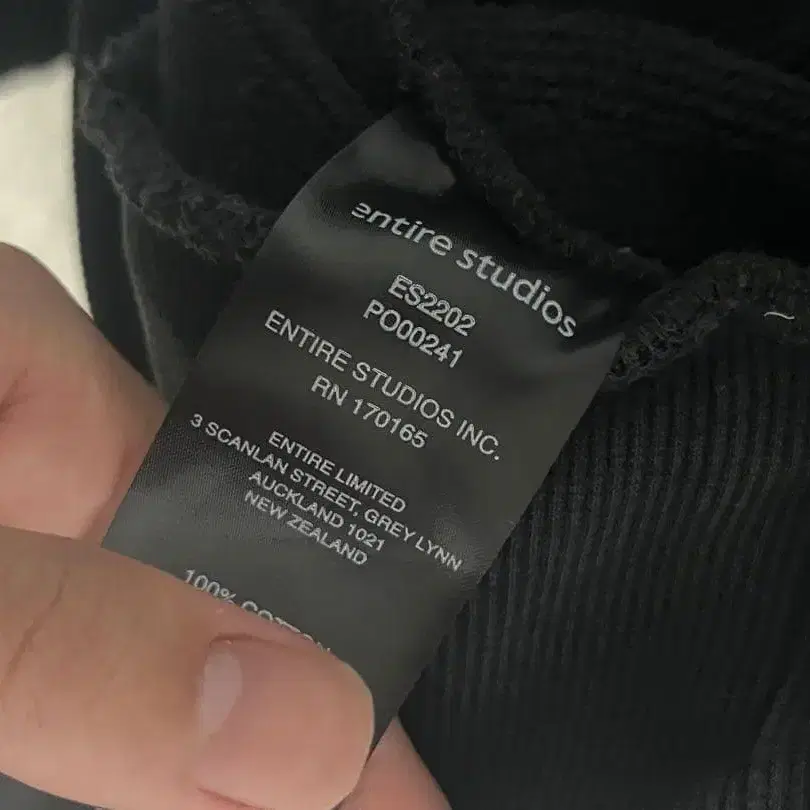 entire studios
ES2202
PO00241
ENTIRE STUDIOS INC.
RN 170165
ENTIRE LIMITED
3 SCANLAN STREET, GREY LYNN
AUCKLAND 1021
NEW ZEALAND
100% COTTON